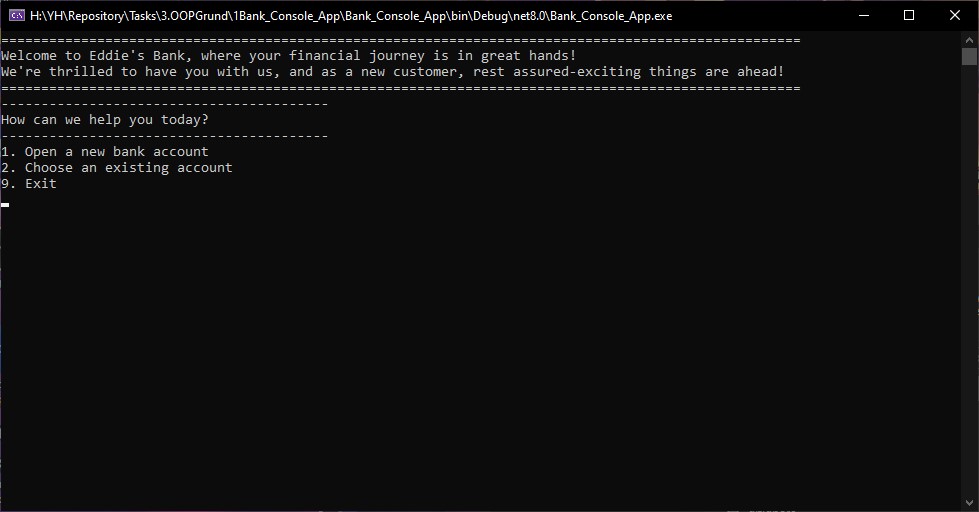 H:\YH\Repository\Tasks\3.OOPGrund\1Bank_Console_App\Bank_Console_App\bin\Debug\net8.0\Bank_Console_App.exe
====================================================================================================
Welcome to Eddie's Bank, where your financial journey is in great hands!
We're thrilled to have you with us, and as a new customer, rest assured-exciting things are ahead!
====================================================================================================
-----------------------------------------
How can we help you today?
-----------------------------------------
1. Open a new bank account
2. Choose an existing account
9. Exit